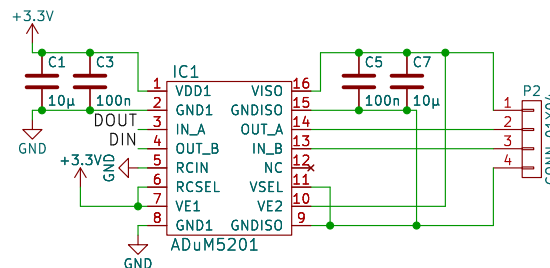 +3.3V
IC1
C1
C3
C5
C7
P2
10µ
100n
100n
10µ
1
VDD1
VISO
16
1
2
GND1
GNDISO
15
DOUT
3
IN_A
OUT_A
14
2
DIN
4
OUT_B
IN_B
13
3
GND
+3.3V
GND
5
RCIN
NC
12
4
6
RCSEL
VSEL
11
7
VE1
VE2
10
8
GND1
GNDISO
9
ADuM5201
GND
CONN_01X04